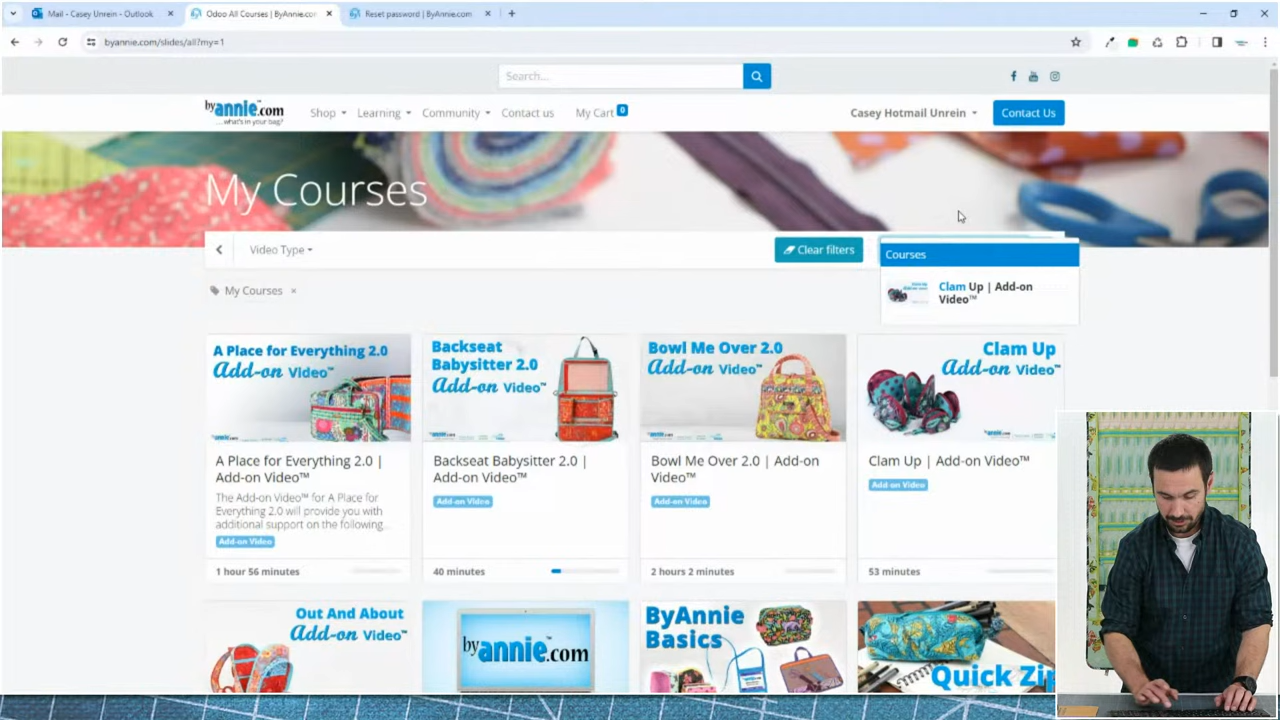 Mail - Casey Unrein - Outlook
Odoo All Courses | ByAnnie.co
Reset password | ByAnnie.com
byannie.com/slides/all?my=1
Search...
byannie.com
...what's in your bag?
Shop
Learning
Community
Contact us
My Cart 0
Casey Hotmail Unrein
Contact Us
My Courses
Video Type
Clear filters
Courses
Clam Up | Add-on
Video™
My Courses ×
A Place for Everything 2.0
Add-on Video™
Backseat
Babysitter 2.0
Add-on Video™
Bowl Me Over 2.0
Add-on Video™
Clam Up
Add-on Video™
A Place for Everything 2.0 |
Add-on Video™
The Add-on Video™ for A Place for
Everything 2.0 will provide you with
additional support on the following...
Add-on Video
1 hour 56 minutes
Backseat Babysitter 2.0 |
Add-on Video™
Add-on Video
40 minutes
Bowl Me Over 2.0 | Add-on
Video™
Add-on Video
2 hours 2 minutes
Clam Up | Add-on Video™
Add-on Video
53 minutes
Out And About
Add-on Video™
byannie.com
ByAnnie
Basics
Quick Zip